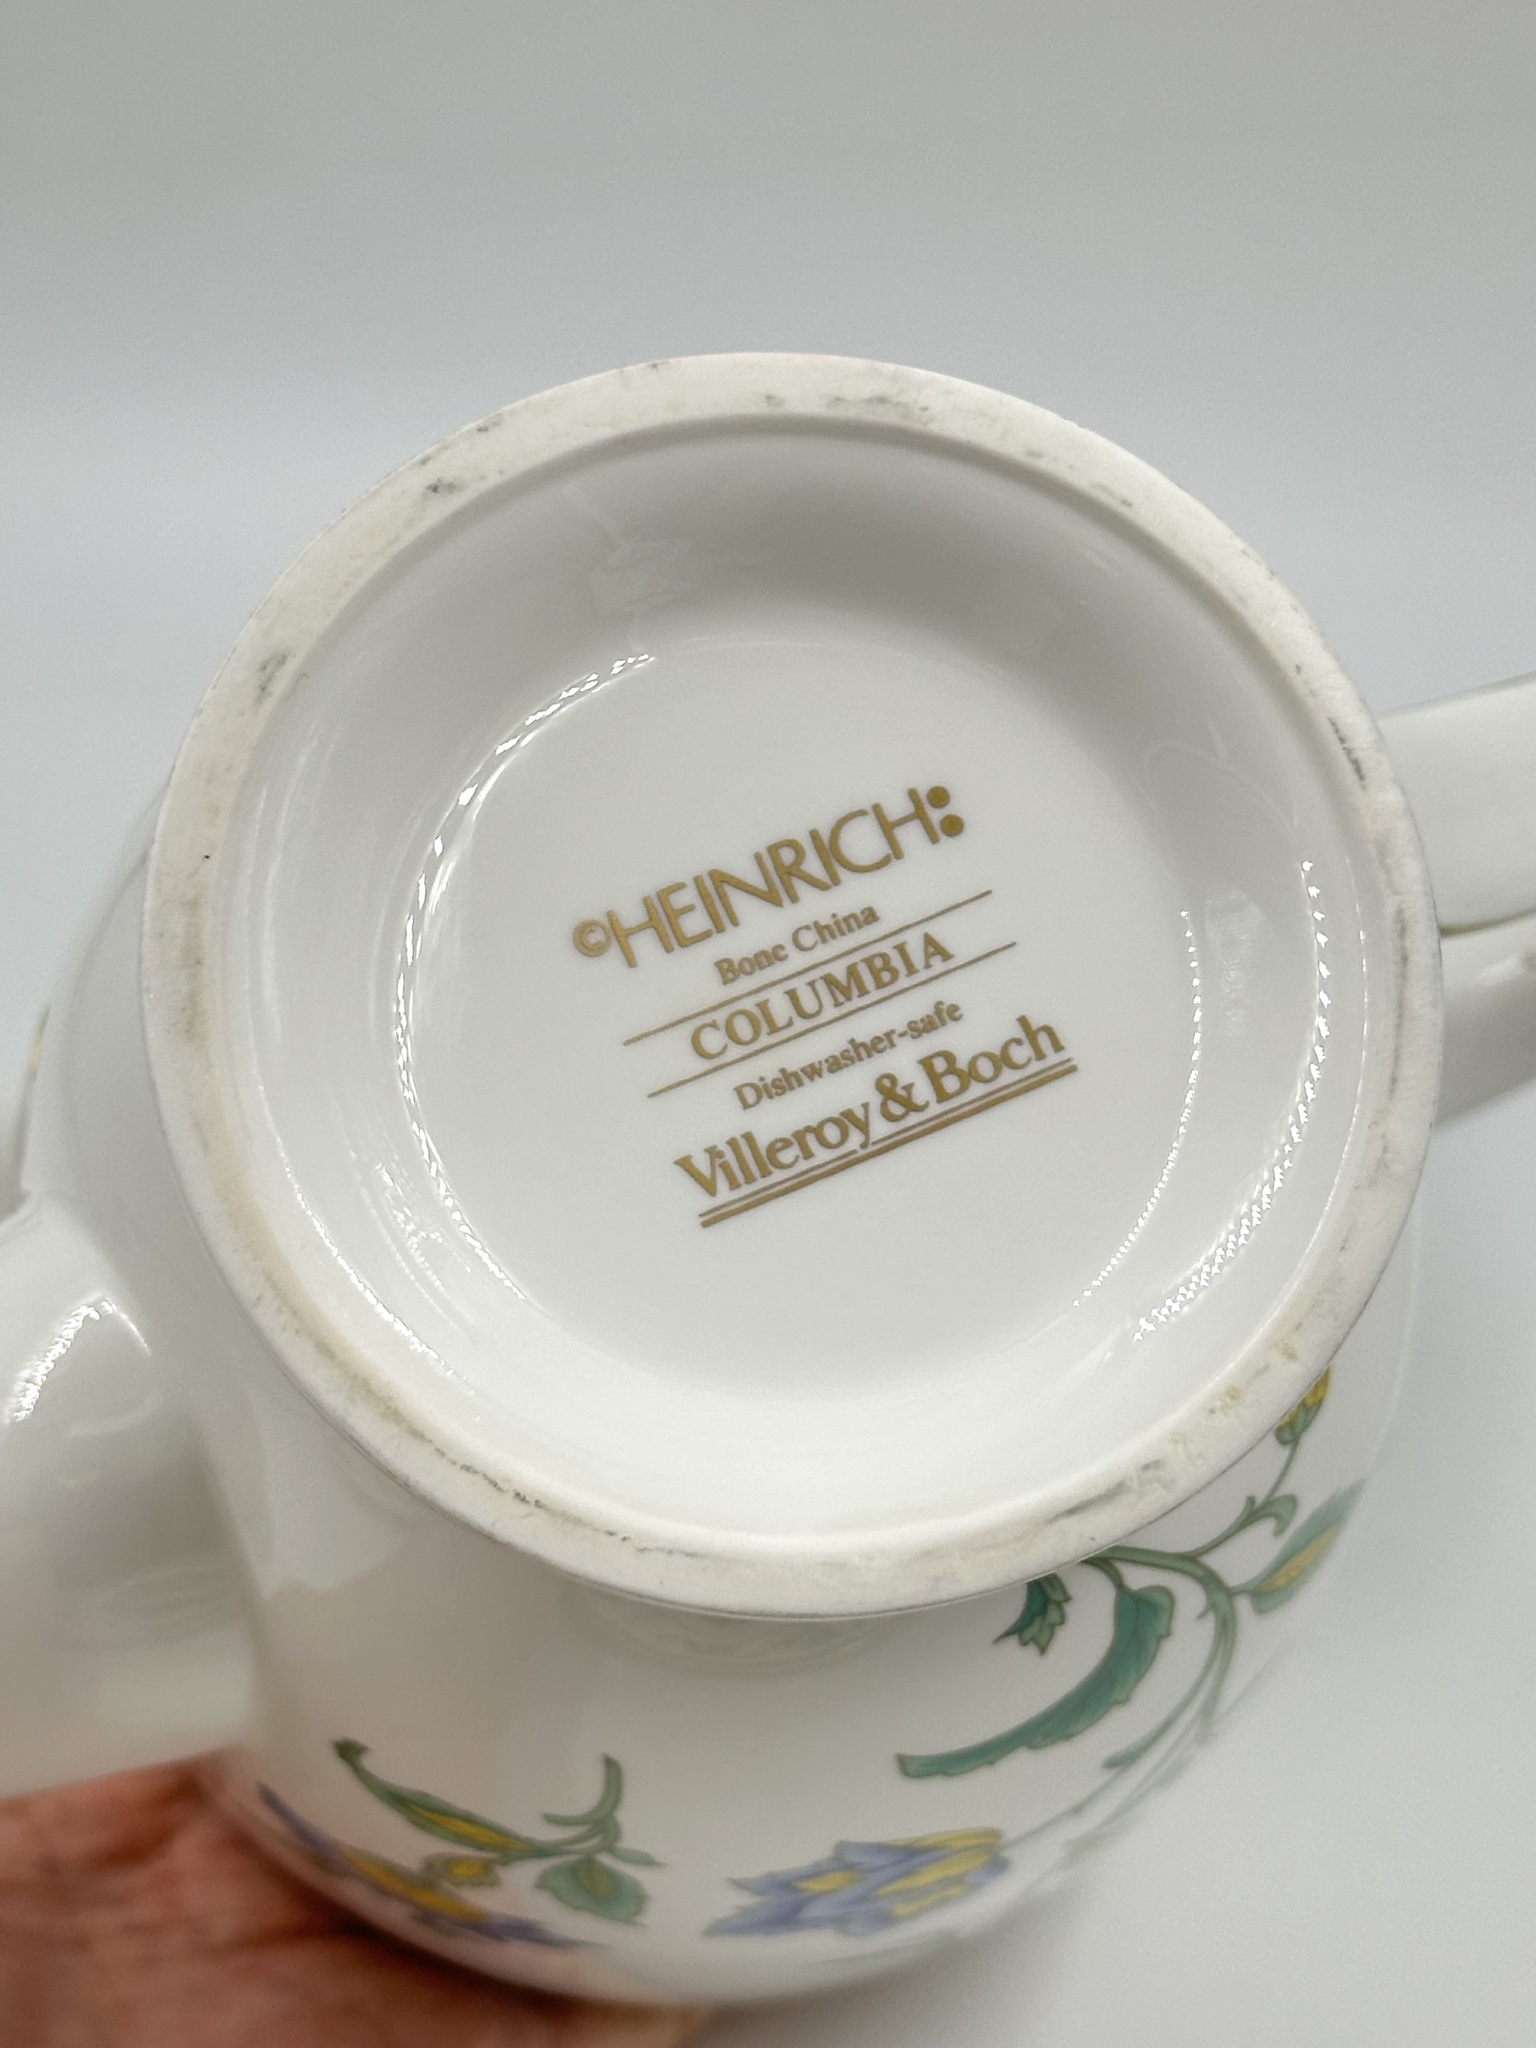 ©HEINRICH:
Bone China
COLUMBIA
Dishwasher-safe
Villeroy & Boch